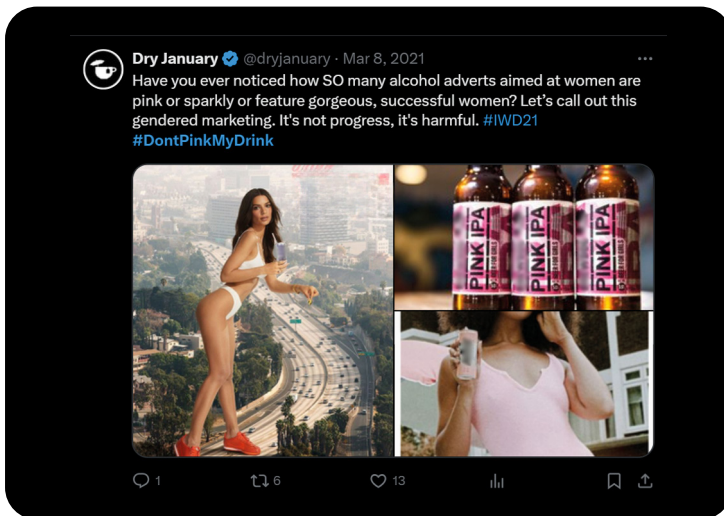 Dry January @dryjanuary · Mar 8, 2021
Have you ever noticed how SO many alcohol adverts aimed at women are
pink or sparkly or feature gorgeous, successful women? Let’s call out this
gendered marketing. It's not progress, it's harmful. #IWD21
#DontPinkMyDrink
PINK IPA
PINK IPA
PINK IPA
1
6
13